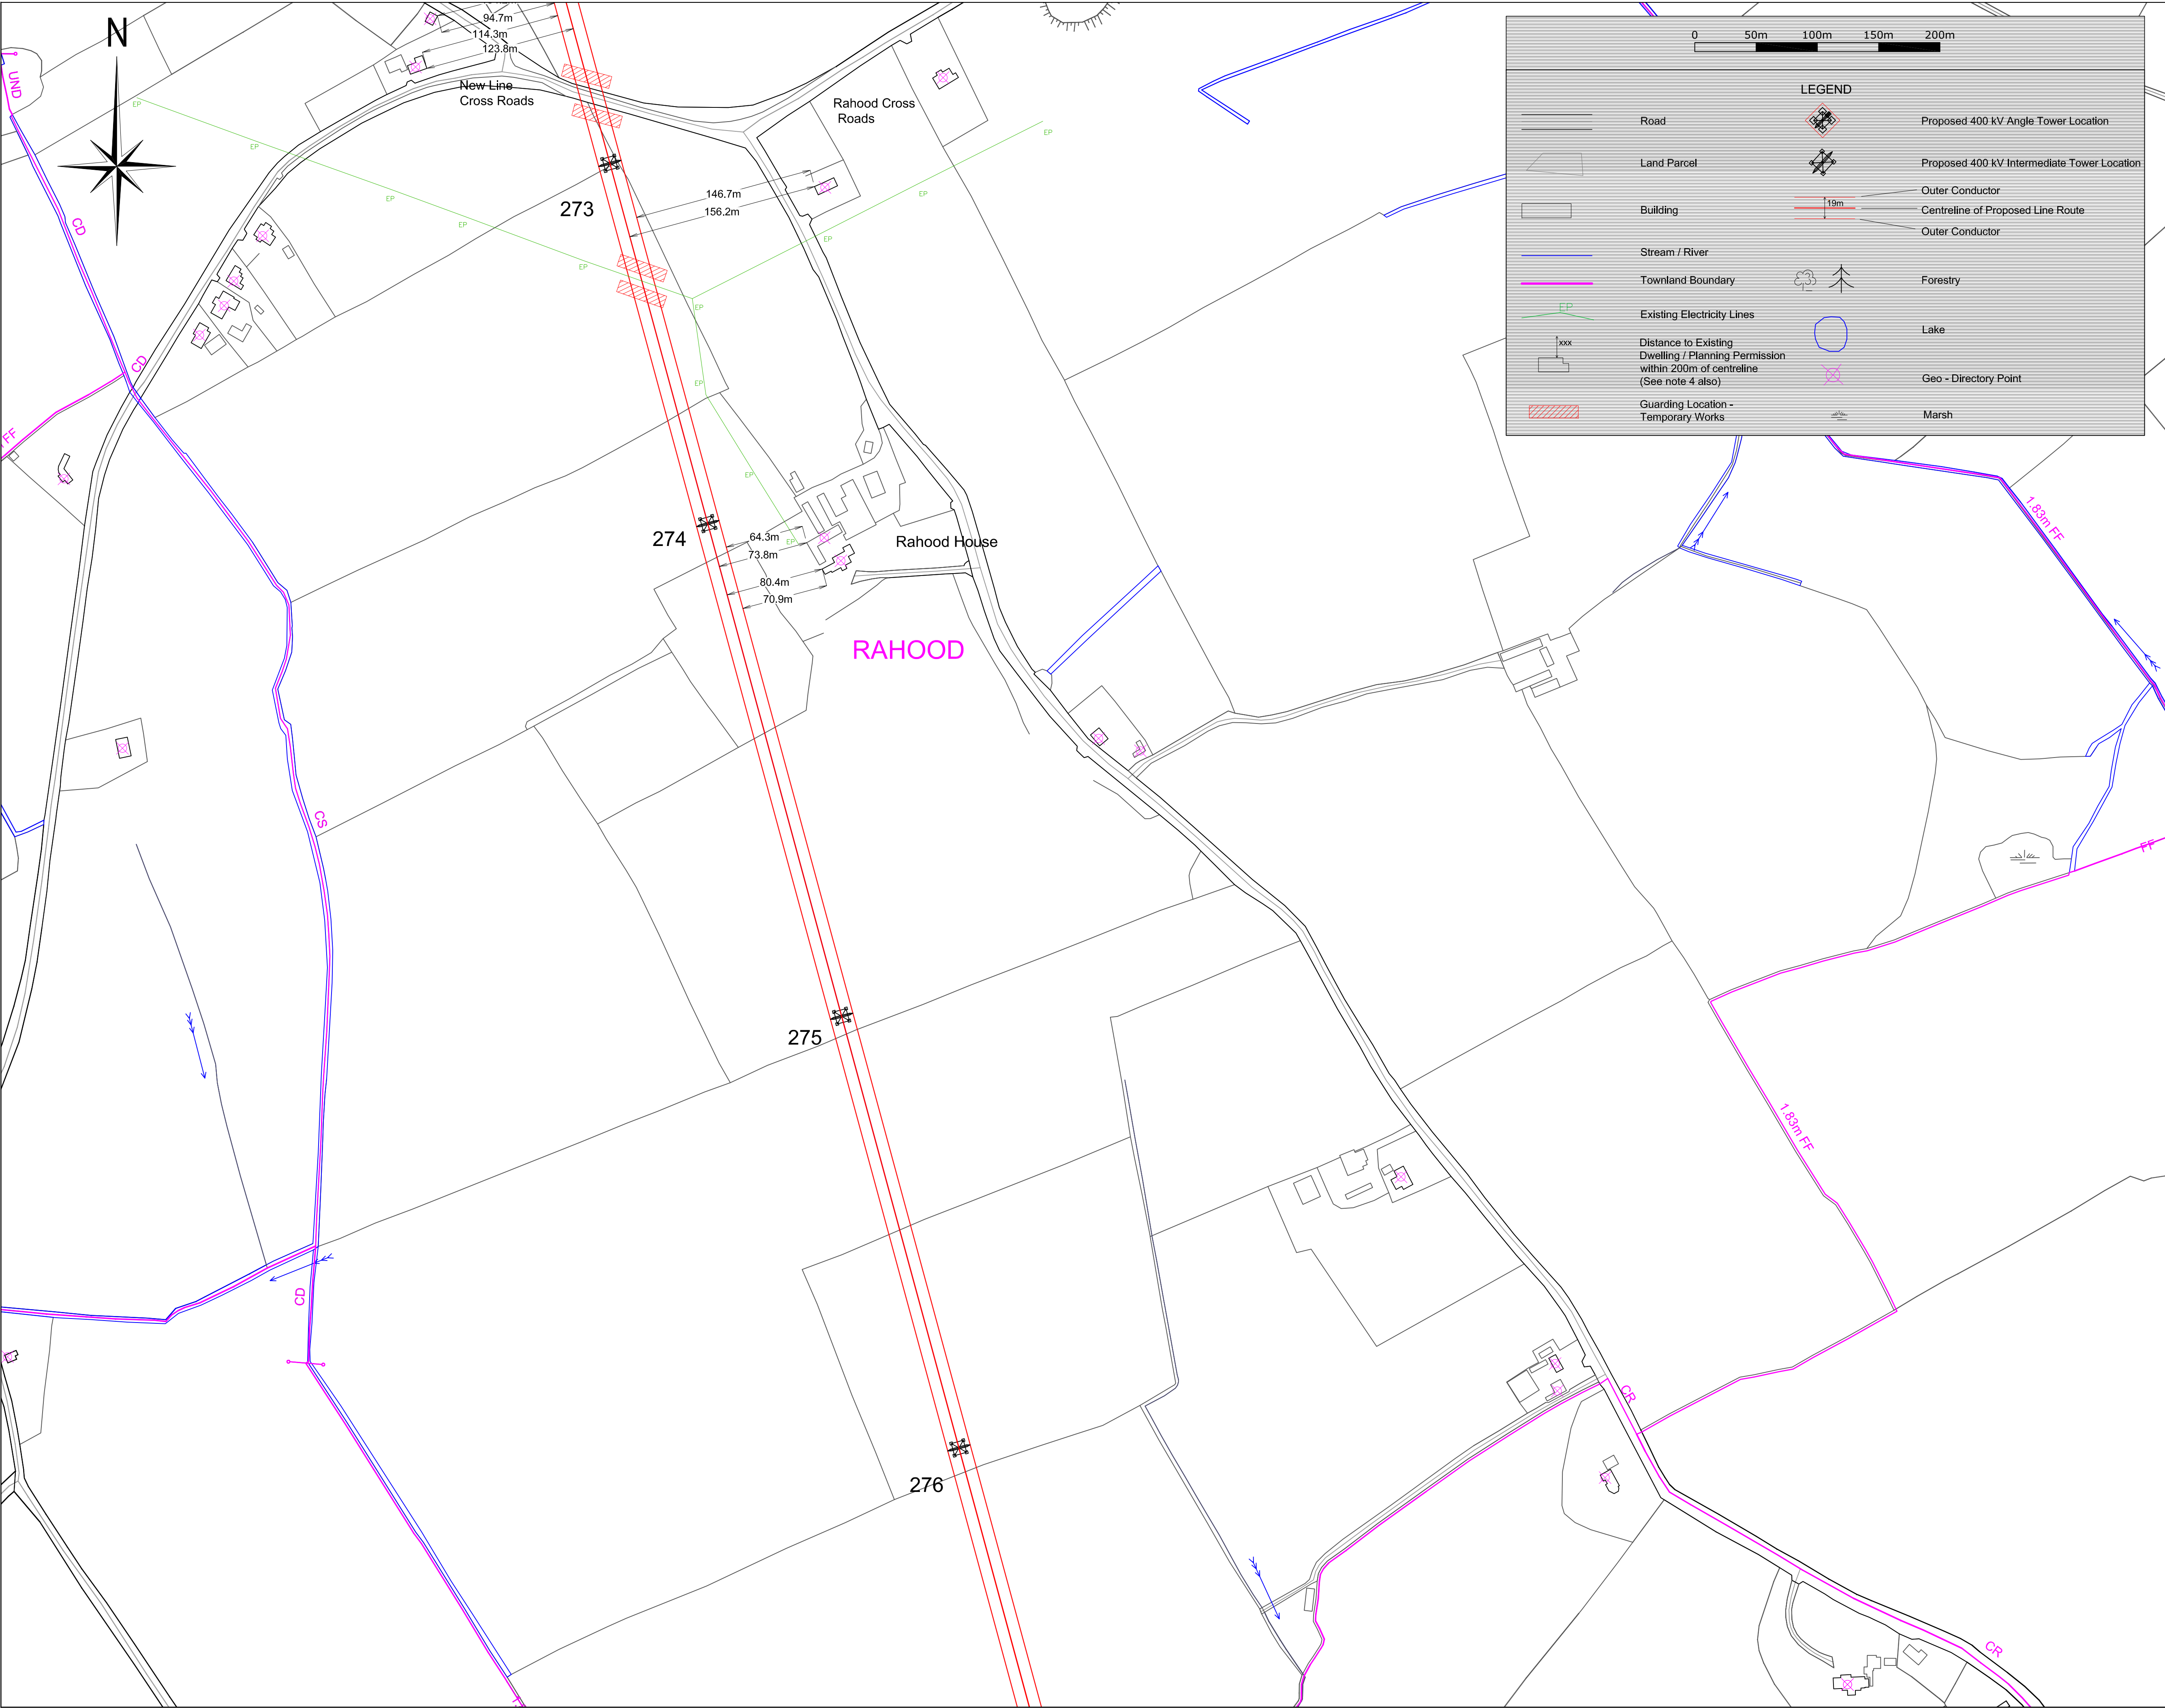 N
94.7m
114.3m
123.8m
New Line
Cross Roads
Rahood Cross
Roads
UND
EP
EP
EP
EP
EP
EP
EP
EP
EP
EP
EP
EP
273
146.7m
156.2m
CD
CD
FF
274
64.3m
73.8m
80.4m
70.9m
Rahood House
RAHOOD
CS
275
CD
276
1.83m FF
FF
1.83m FF
CR
CR
0 50m 100m 150m 200m
LEGEND
Road
Proposed 400 kV Angle Tower Location
Land Parcel
Proposed 400 kV Intermediate Tower Location
Building
19m
Outer Conductor
Centreline of Proposed Line Route
Outer Conductor
Stream / River
Townland Boundary
Forestry
EP
Existing Electricity Lines
Lake
xxx
Distance to Existing
Dwelling / Planning Permission
within 200m of centreline
(See note 4 also)
Geo - Directory Point
Guarding Location -
Temporary Works
Marsh